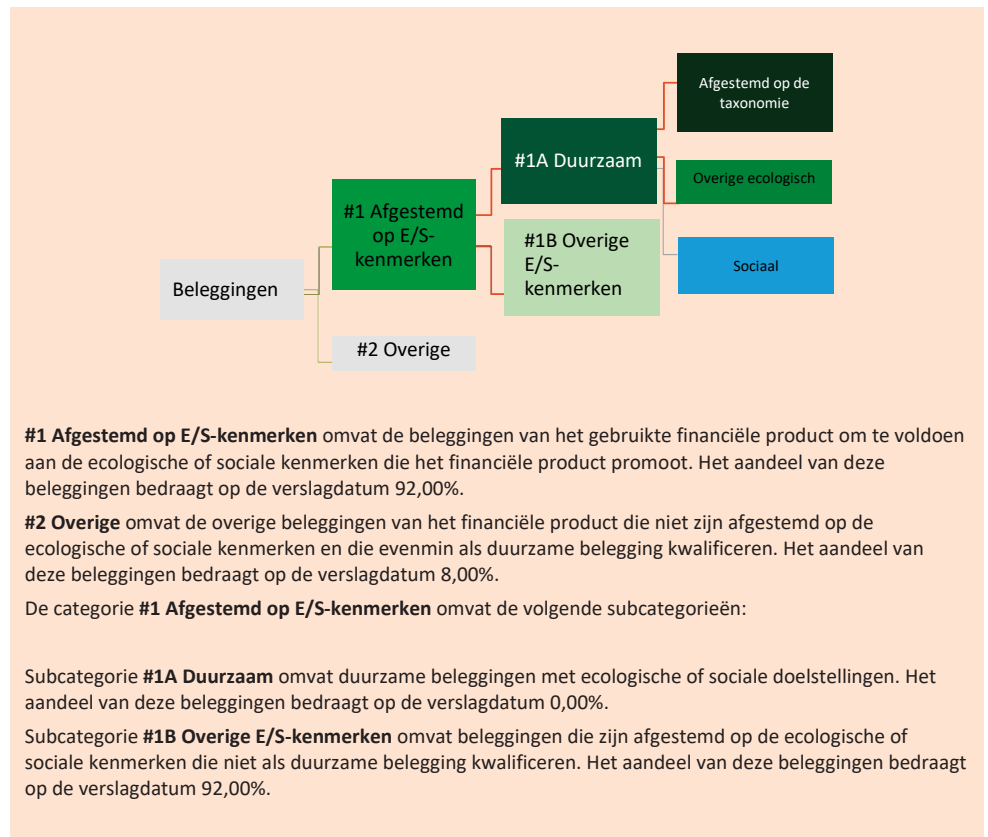 Afgestemd op de
taxonomie
#1A Duurzaam
Overige ecologisch
#1 Afgestemd
op E/S-
kenmerken
#1B Overige
E/S-
kenmerken
Sociaal
Beleggingen
#2 Overige
#1 Afgestemd op E/S-kenmerken omvat de beleggingen van het gebruikte financiële product om te voldoen
aan de ecologische of sociale kenmerken die het financiële product promoot. Het aandeel van deze
beleggingen bedraagt op de verslagdatum 92,00%.
#2 Overige omvat de overige beleggingen van het financiële product die niet zijn afgestemd op de
ecologische of sociale kenmerken en die evenmin als duurzame belegging kwalificeren. Het aandeel van
deze beleggingen bedraagt op de verslagdatum 8,00%.
De categorie #1 Afgestemd op E/S-kenmerken omvat de volgende subcategorieën:
Subcategorie #1A Duurzaam omvat duurzame beleggingen met ecologische of sociale doelstellingen. Het
aandeel van deze beleggingen bedraagt op de verslagdatum 0,00%.
Subcategorie #1B Overige E/S-kenmerken omvat beleggingen die zijn afgestemd op de ecologische of
sociale kenmerken die niet als duurzame belegging kwalificeren. Het aandeel van deze beleggingen bedraagt
op de verslagdatum 92,00%.